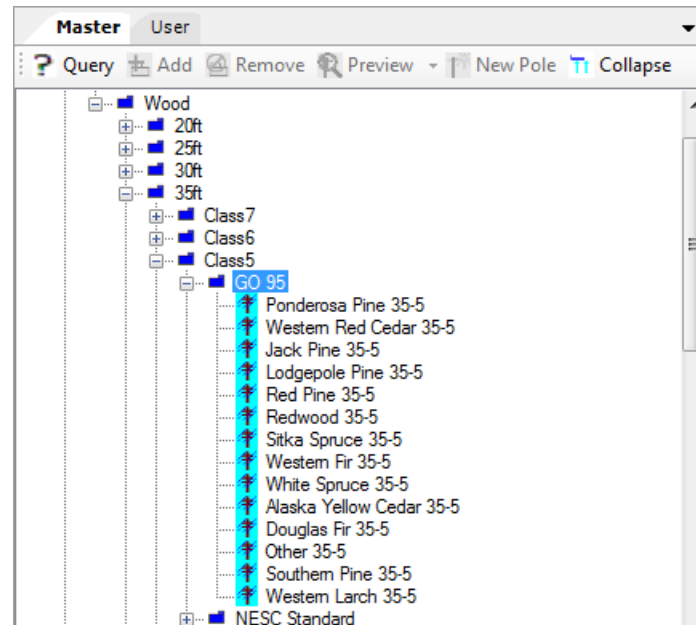 Master User
Query Add Remove Preview New Pole Collapse
Wood
20ft
25ft
30ft
35ft
Class7
Class6
Class5
GO 95
Ponderosa Pine 35-5
Western Red Cedar 35-5
Jack Pine 35-5
Lodgepole Pine 35-5
Red Pine 35-5
Redwood 35-5
Sitka Spruce 35-5
Western Fir 35-5
White Spruce 35-5
Alaska Yellow Cedar 35-5
Douglas Fir 35-5
Other 35-5
Southern Pine 35-5
Western Larch 35-5
NESC Standard